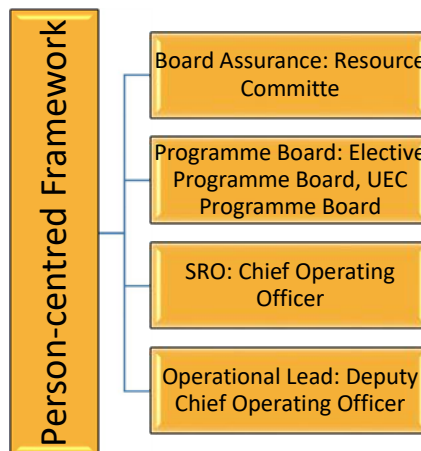 Person-centred Framework
Board Assurance: Resource
Committe
Programme Board: Elective
Programme Board, UEC
Programme Board
SRO: Chief Operating
Officer
Operational Lead: Deputy
Chief Operating Officer